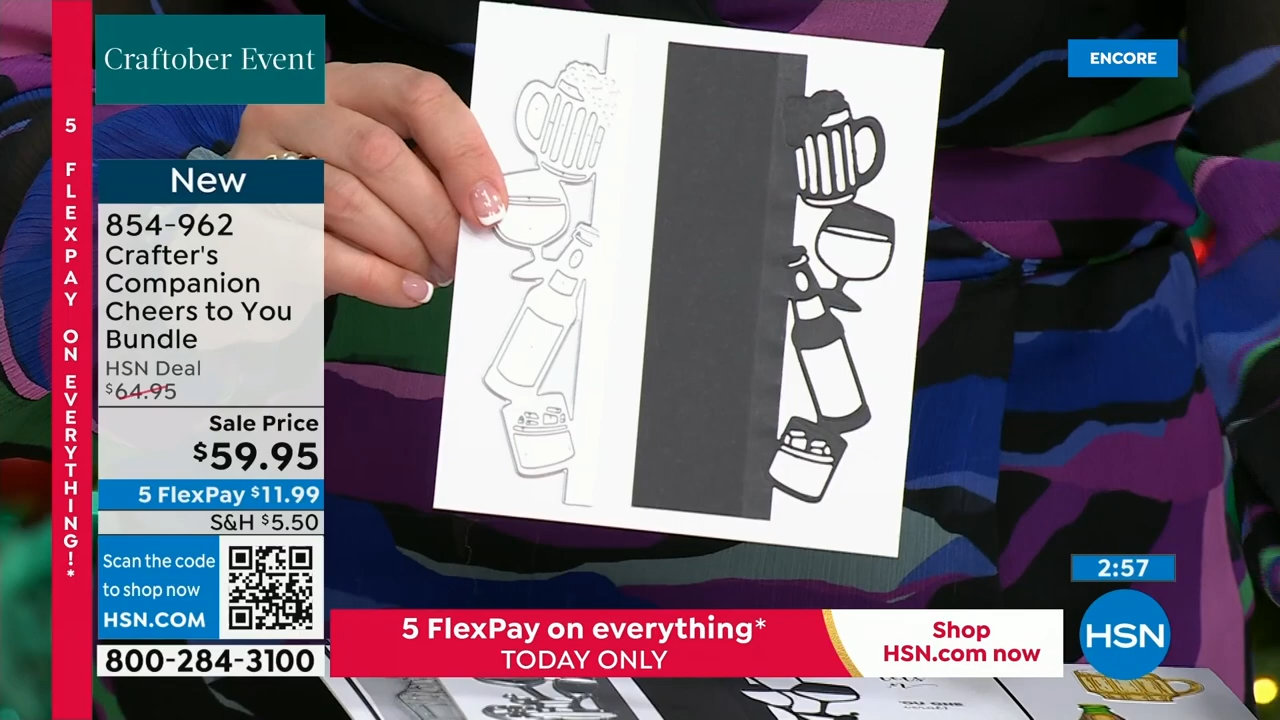 5 FLEXPAY ON EVERYTHING!*
Craftober Event
ENCORE
New
854-962
Crafter's
Companion
Cheers to You
Bundle
HSN Deal
$64.95
Sale Price
$59.95
5 FlexPay $11.99
S&H $5.50
Scan the code
to shop now
HSN.COM
800-284-3100
5 FlexPay on everything*
TODAY ONLY
Shop
HSN.com now
2:57
HSN